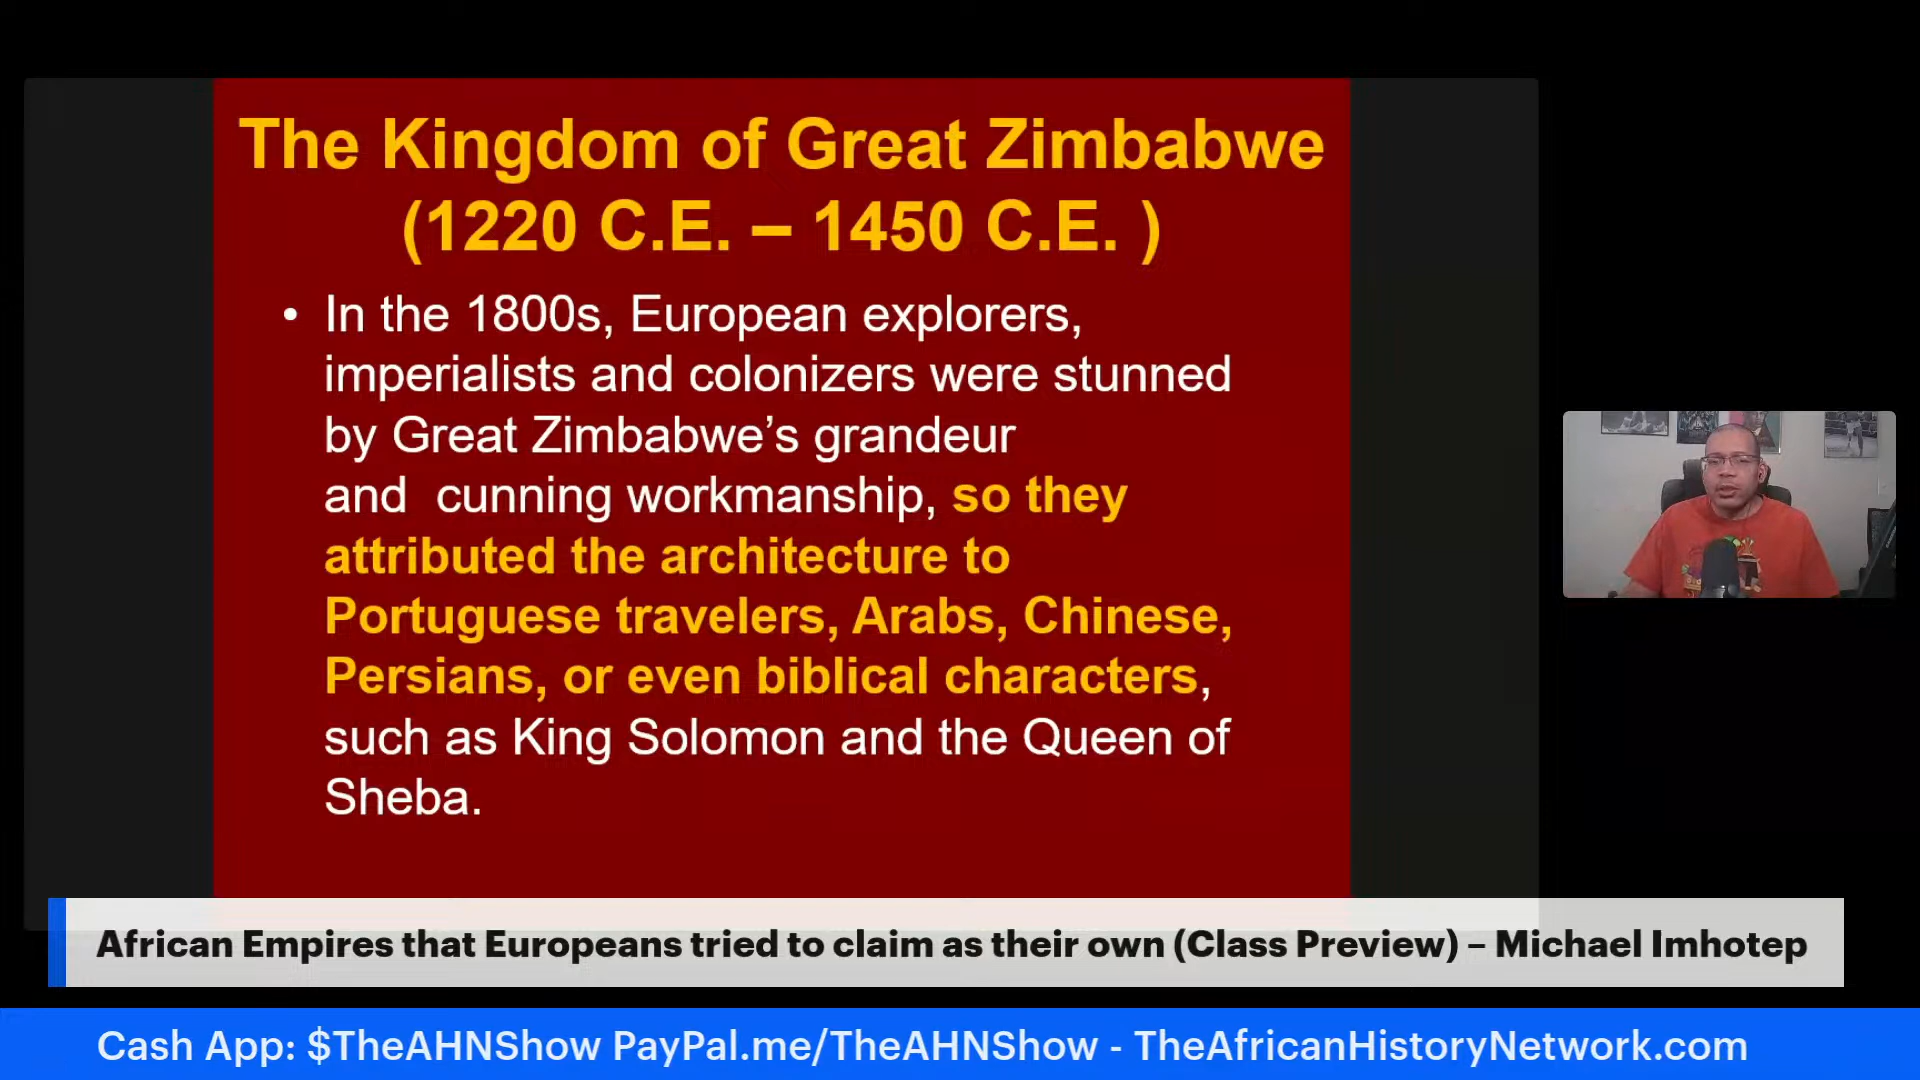 The Kingdom of Great Zimbabwe
(1220 C.E. – 1450 C.E. )
• In the 1800s, European explorers,
imperialists and colonizers were stunned
by Great Zimbabwe’s grandeur
and  cunning workmanship, so they
attributed the architecture to
Portuguese travelers, Arabs, Chinese,
Persians, or even biblical characters,
such as King Solomon and the Queen of
Sheba.
African Empires that Europeans tried to claim as their own (Class Preview) – Michael Imhotep
Cash App: $TheAHNShow PayPal.me/TheAHNShow - TheAfricanHistoryNetwork.com